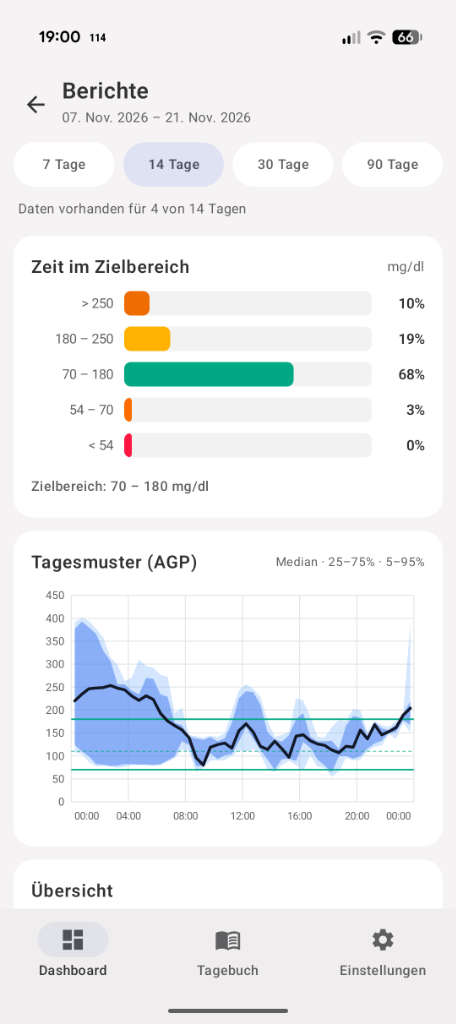 19:00 114 66
Berichte
07. Nov. 2026 – 21. Nov. 2026
7 Tage 14 Tage 30 Tage 90 Tage
Daten vorhanden für 4 von 14 Tagen
Zeit im Zielbereich mg/dl
> 250 10%
180 – 250 19%
70 – 180 68%
54 – 70 3%
< 54 0%
Zielbereich: 70 – 180 mg/dl
Tagesmuster (AGP) Median · 25–75% · 5–95%
450
400
350
300
250
200
150
100
50
0
00:00 04:00 08:00 12:00 16:00 20:00 00:00
Übersicht
Dashboard Tagebuch Einstellungen